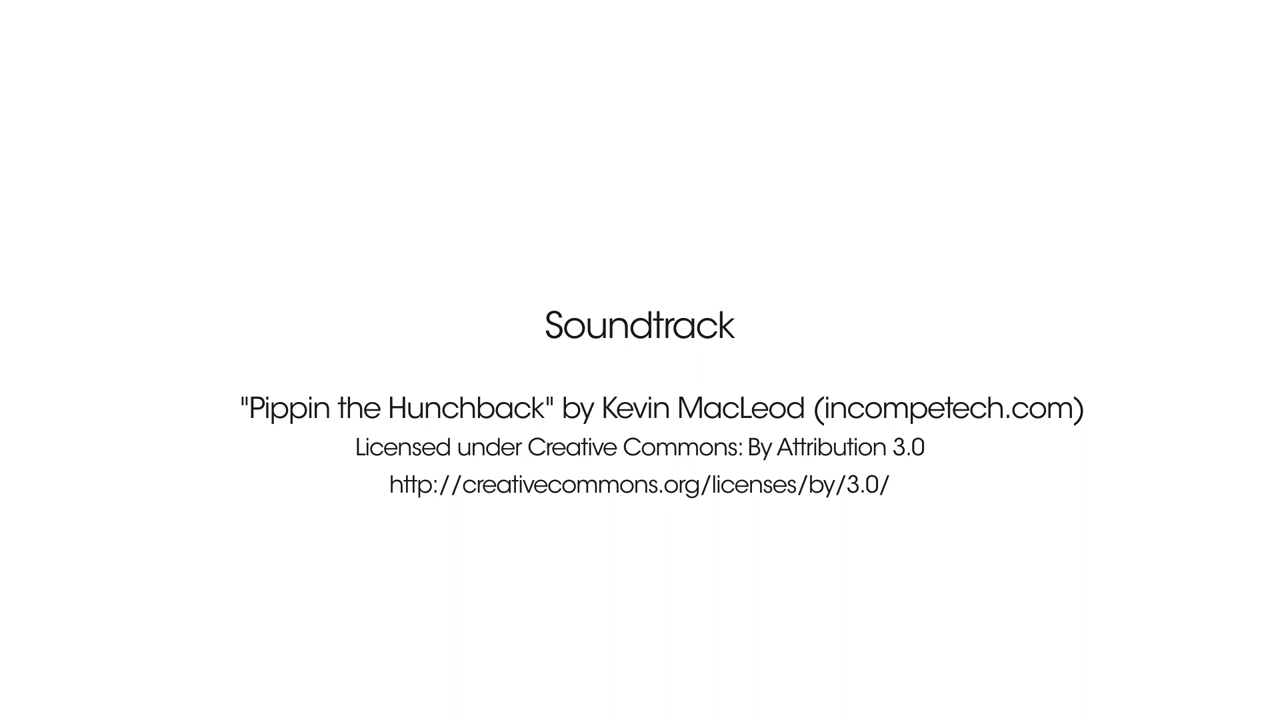 Soundtrack
"Pippin the Hunchback" by Kevin MacLeod (incompetech.com)
Licensed under Creative Commons: By Attribution 3.0
http://creativecommons.org/licenses/by/3.0/